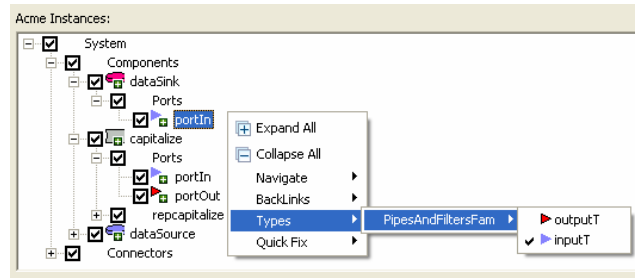 Acme Instances:
System
Components
dataSink
Ports
portIn
capitalize
Ports
portIn
portOut
repcapitalize
dataSource
Connectors
Expand All
Collapse All
Navigate
BackLinks
Types
Quick Fix
PipesAndFiltersFam
outputT
inputT